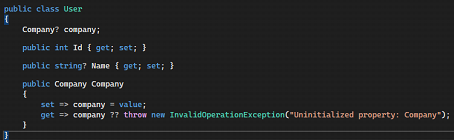 public class User
{
Company? company;
public int Id { get; set; }
public string? Name { get; set; }
public Company Company
{
set => company = value;
get => company ?? throw new InvalidOperationException("Uninitialized property: Company");
}
}